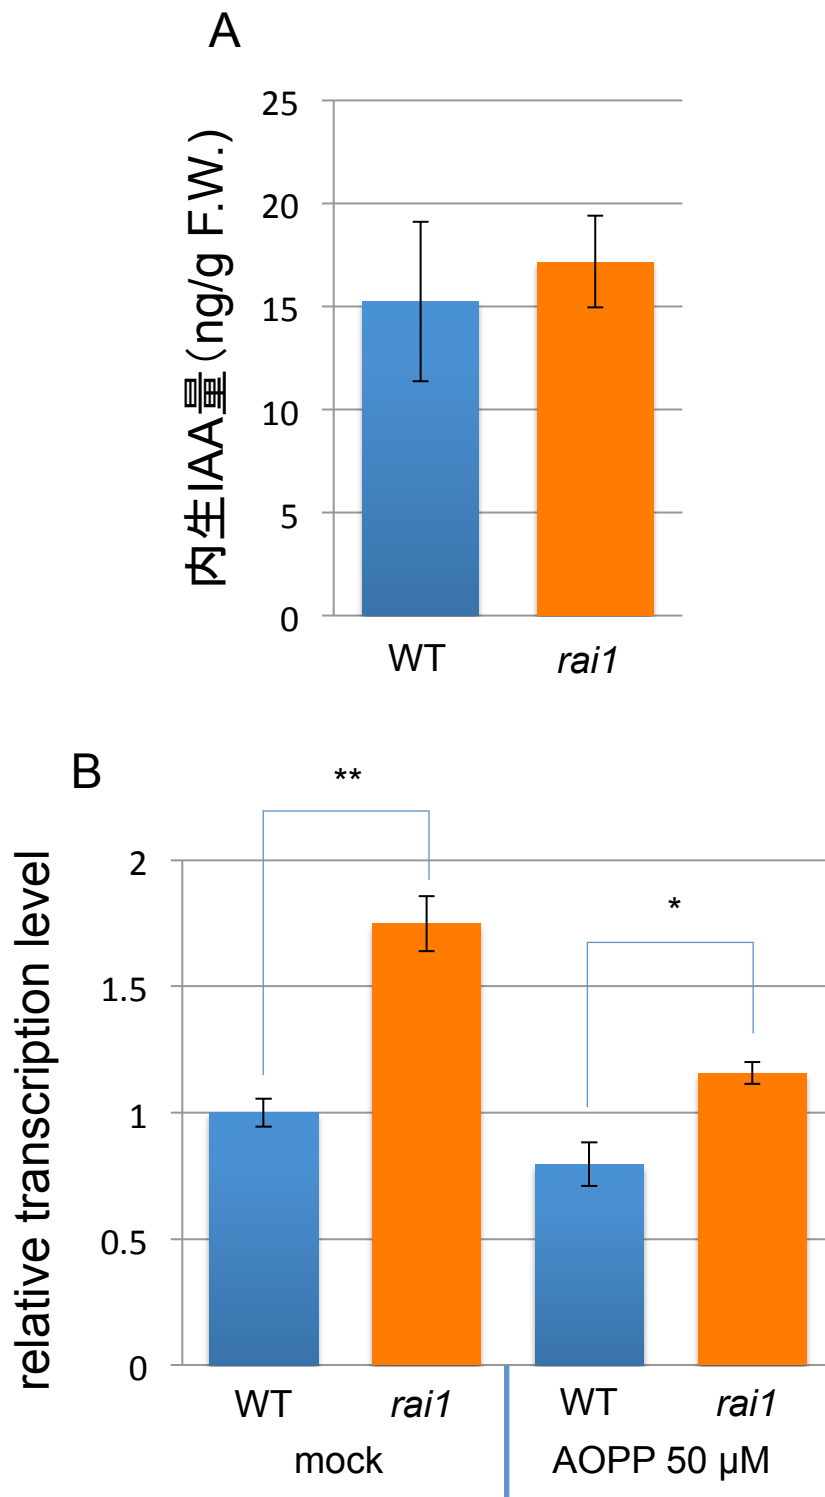 A
内生IAA量(ng/g F.W.)
25
20
15
10
5
0
WT rai1
B
**
*
relative transcription level
2
1.5
1
0.5
0
WT rai1 WT rai1
mock AOPP 50 μM